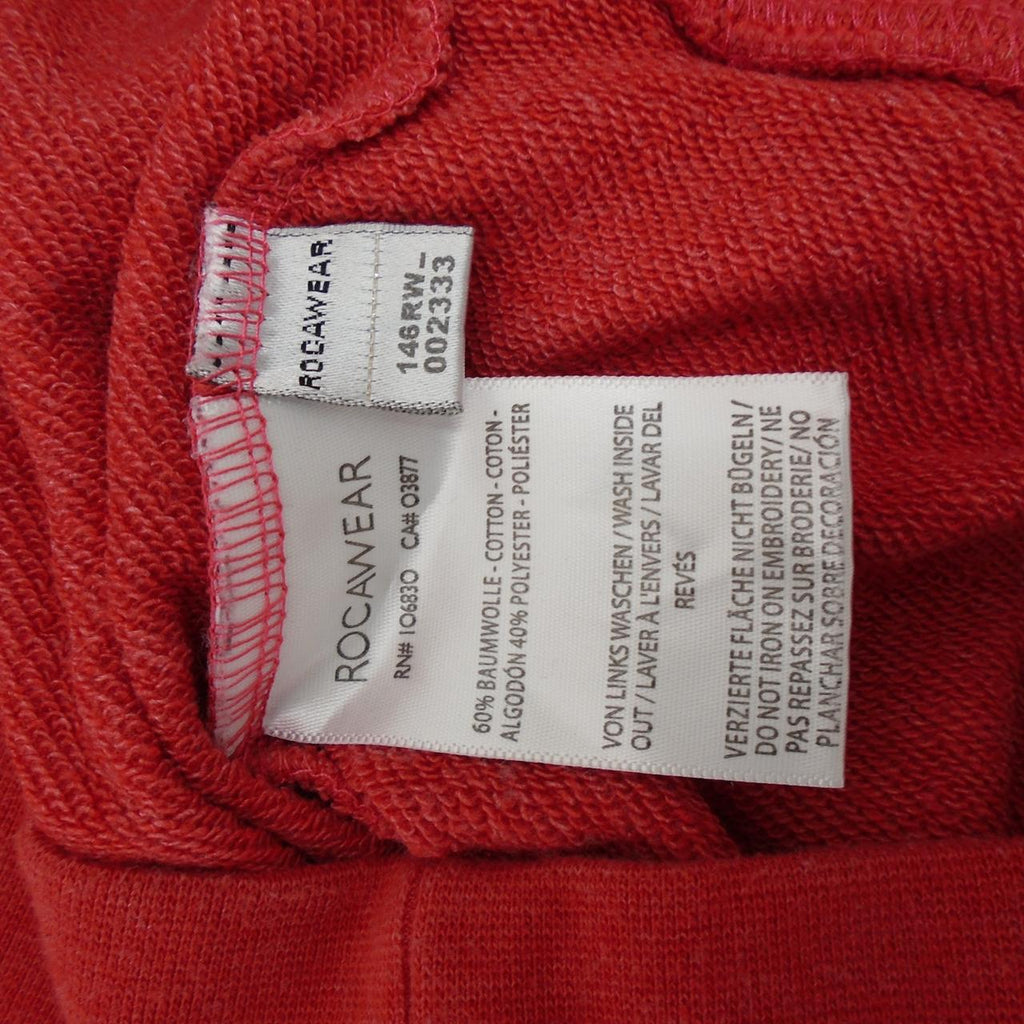 ROCAWEAR
146RW_
002333
ROCAWEAR
RN# 106830 CA# 03877
60% BAUMWOLLE - COTTON - COTON -
ALGODÓN 40% POLYESTER - POLIÉSTER
VON LINKS WASCHEN / WASH INSIDE
OUT / LAVER À L'ENVERS / LAVAR DEL
REVÉS
VERZIERTE FLÄCHE NICHT BÜGELN /
DO NOT IRON ON EMBROIDERY / NE
PAS REPASSEZ SUR BRODERIE / NO
PLANCHAR SOBRE DECORACIÓN